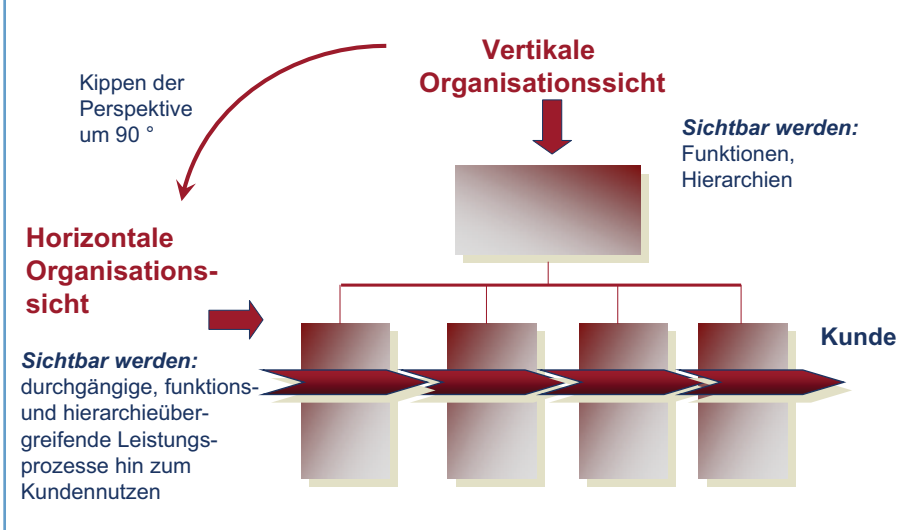 Vertikale
Organisationssicht
Kippen der
Perspektive
um 90 °
Sichtbar werden:
Funktionen,
Hierarchien
Horizontale
Organisations-
sicht
Kunde
Sichtbar werden:
durchgängige, funktions-
und hierarchieüber-
greifende Leistungs-
prozesse hin zum
Kundennutzen